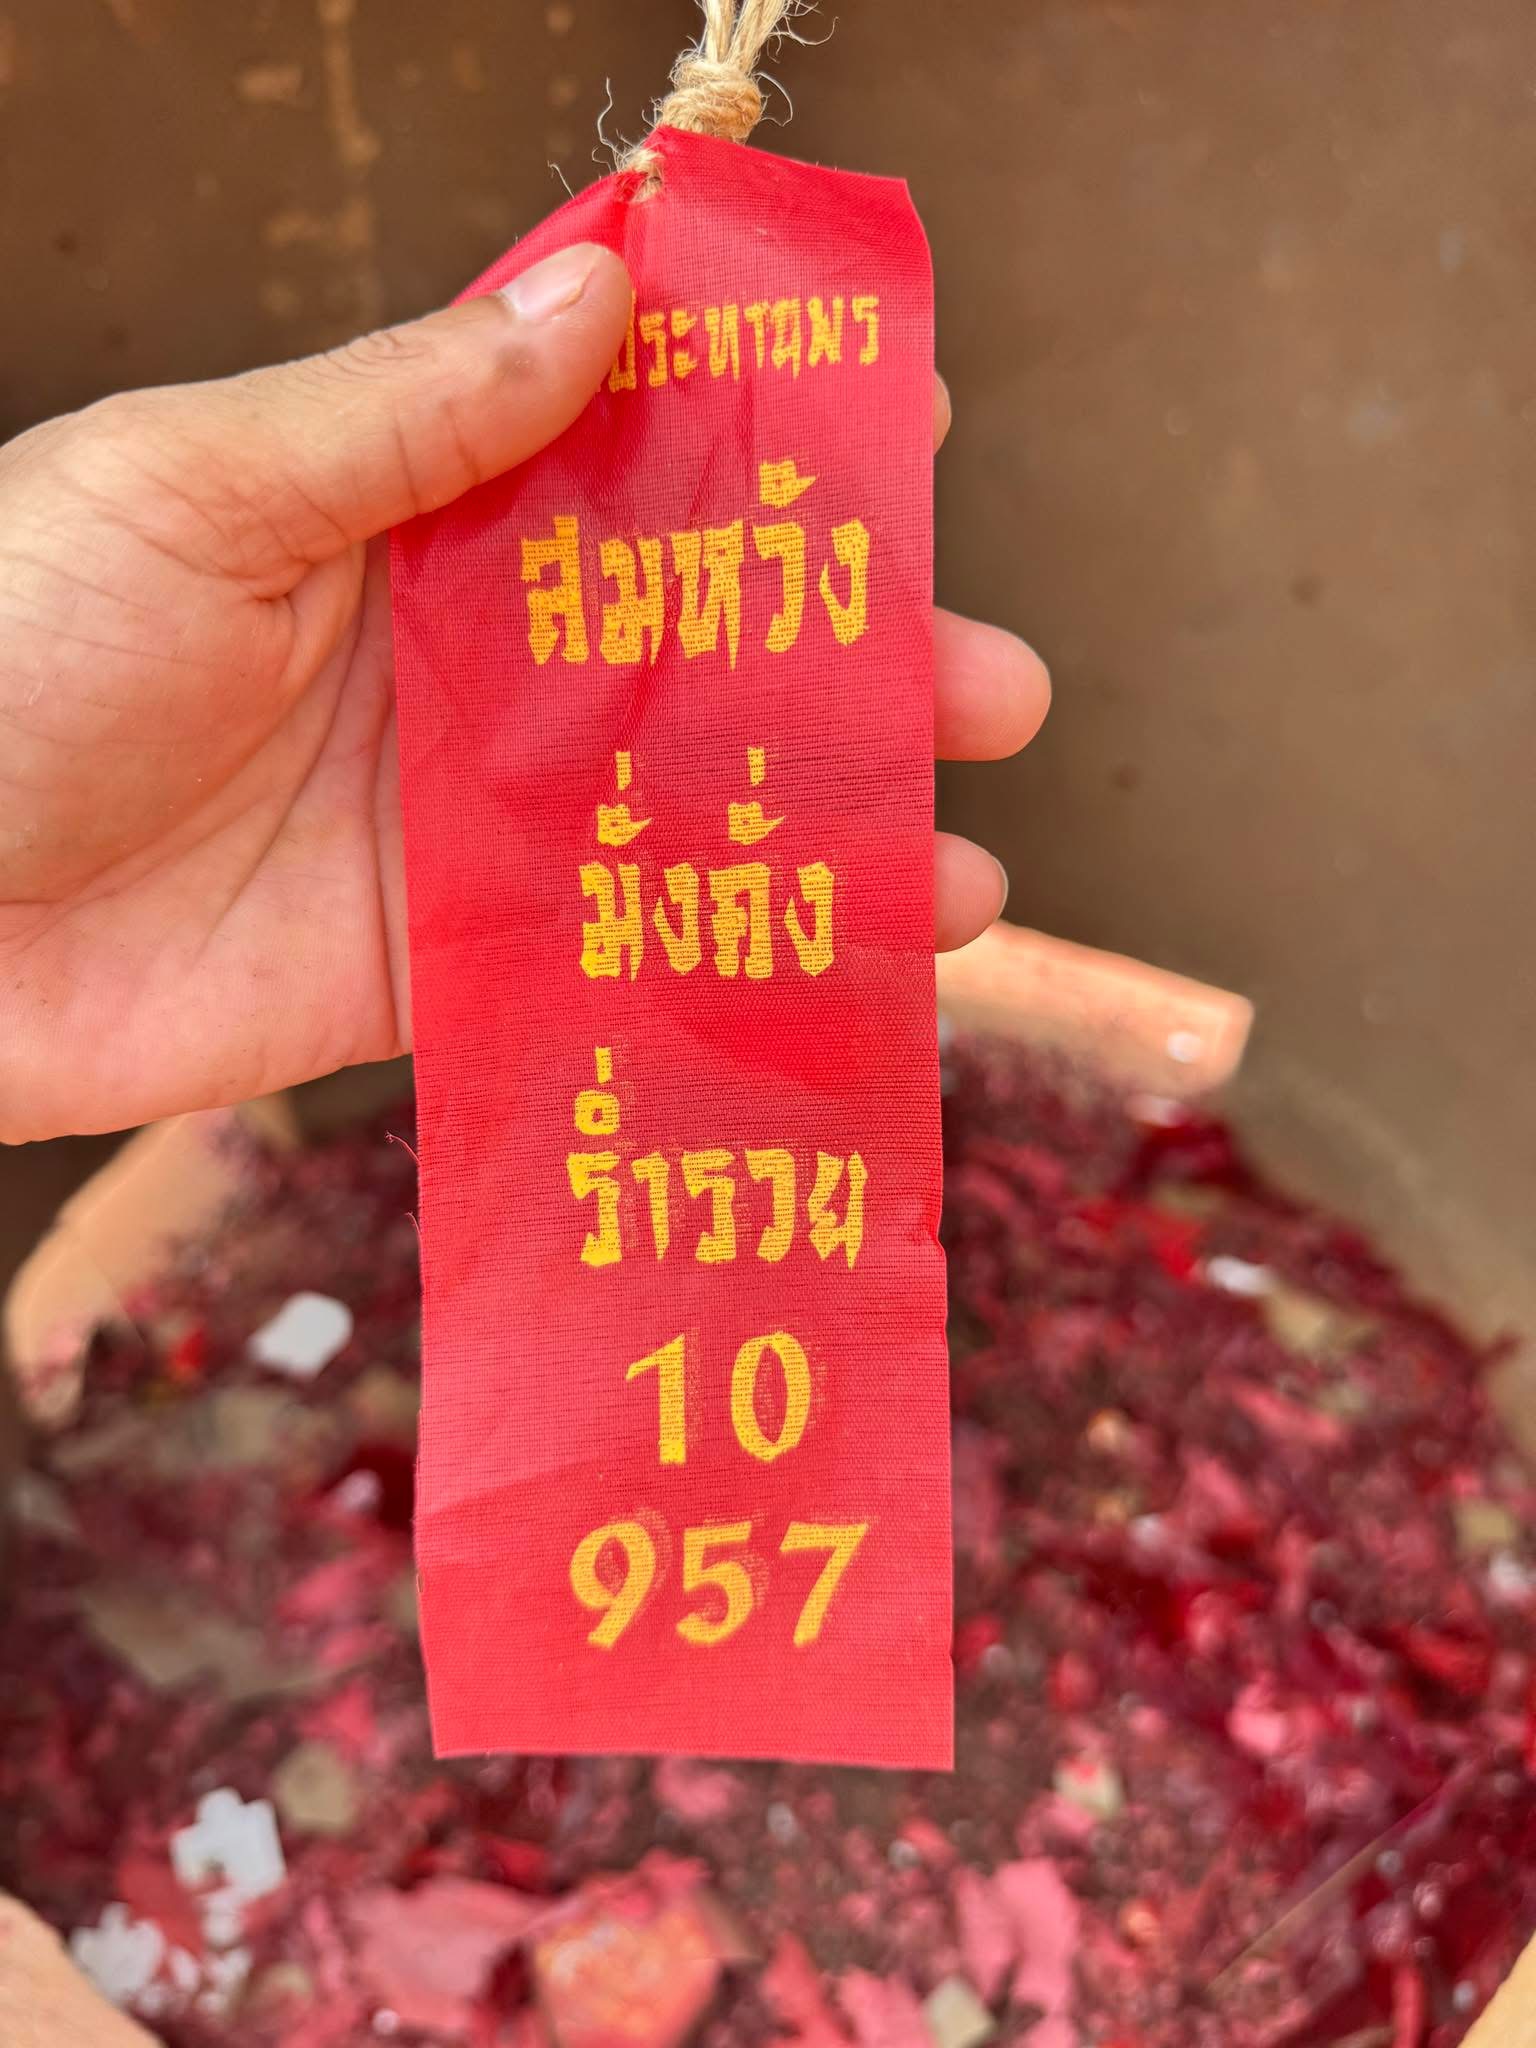 ประทานพร
สมหวัง
มั่งคั่ง
ร่ำรวย
10
957